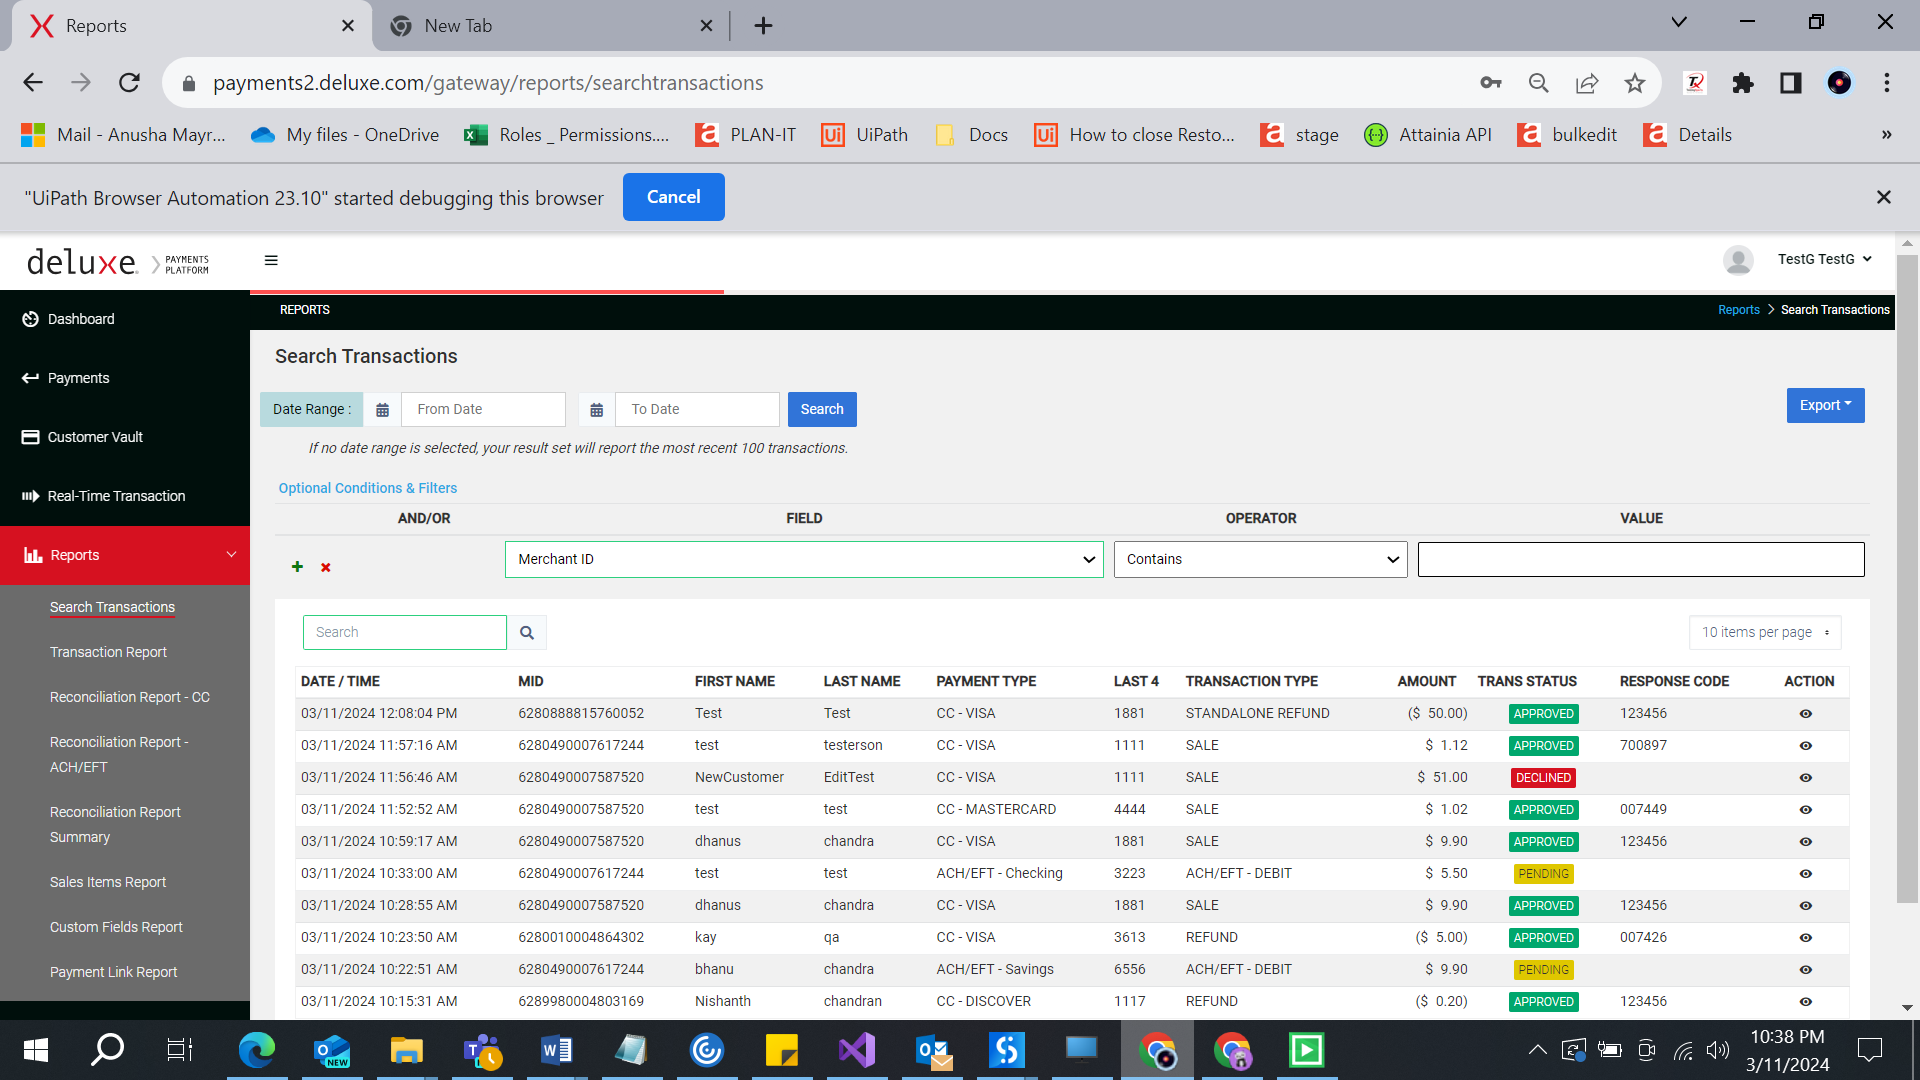 Reports
New Tab
payments2.deluxe.com/gateway/reports/searchtransactions
Mail - Anusha Mayr... My files - OneDrive Roles _ Permissions.... PLAN-IT UiPath Docs How to close Resto... stage Attainia API bulkedit Details »
"UiPath Browser Automation 23.10" started debugging this browser Cancel
deluxe. PAYMENTS PLATFORM
TestG TestG
Dashboard
Payments
Customer Vault
Real-Time Transaction
Reports
Search Transactions
Transaction Report
Reconciliation Report - CC
Reconciliation Report -
ACH/EFT
Reconciliation Report
Summary
Sales Items Report
Custom Fields Report
Payment Link Report
REPORTS
Reports > Search Transactions
Search Transactions
Date Range : From Date To Date Search Export
If no date range is selected, your result set will report the most recent 100 transactions.
Optional Conditions & Filters
AND/OR FIELD OPERATOR VALUE
Merchant ID Contains
Search
10 items per page
DATE / TIME MID FIRST NAME LAST NAME PAYMENT TYPE LAST 4 TRANSACTION TYPE AMOUNT TRANS STATUS RESPONSE CODE ACTION
03/11/2024 12:08:04 PM 6280888815760052 Test Test CC - VISA 1881 STANDALONE REFUND ($ 50.00) APPROVED 123456
03/11/2024 11:57:16 AM 6280490007617244 test testerson CC - VISA 1111 SALE $ 1.12 APPROVED 700897
03/11/2024 11:56:46 AM 6280490007587520 NewCustomer EditTest CC - VISA 1111 SALE $ 51.00 DECLINED
03/11/2024 11:52:52 AM 6280490007587520 test test CC - MASTERCARD 4444 SALE $ 1.02 APPROVED 007449
03/11/2024 10:59:17 AM 6280490007587520 dhanus chandra CC - VISA 1881 SALE $ 9.90 APPROVED 123456
03/11/2024 10:33:00 AM 6280490007617244 test test ACH/EFT - Checking 3223 ACH/EFT - DEBIT $ 5.50 PENDING
03/11/2024 10:28:55 AM 6280490007587520 dhanus chandra CC - VISA 1881 SALE $ 9.90 APPROVED 123456
03/11/2024 10:23:50 AM 6280010004864302 kay qa CC - VISA 3613 REFUND ($ 5.00) APPROVED 007426
03/11/2024 10:22:51 AM 6280490007617244 bhanu chandra ACH/EFT - Savings 6556 ACH/EFT - DEBIT $ 9.90 PENDING
03/11/2024 10:15:31 AM 6289980004803169 Nishanth chandran CC - DISCOVER 1117 REFUND ($ 0.20) APPROVED 123456
NEW
10:38 PM
3/11/2024